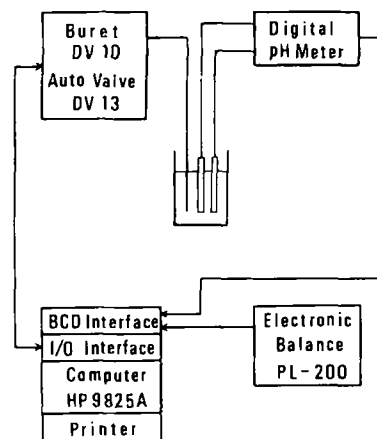 Buret
DV 10
Auto Valve
DV 13
Digital
pH Meter
BCD Interface
I/O Interface
Computer
HP 9825A
Printer
Electronic
Balance
PL-200